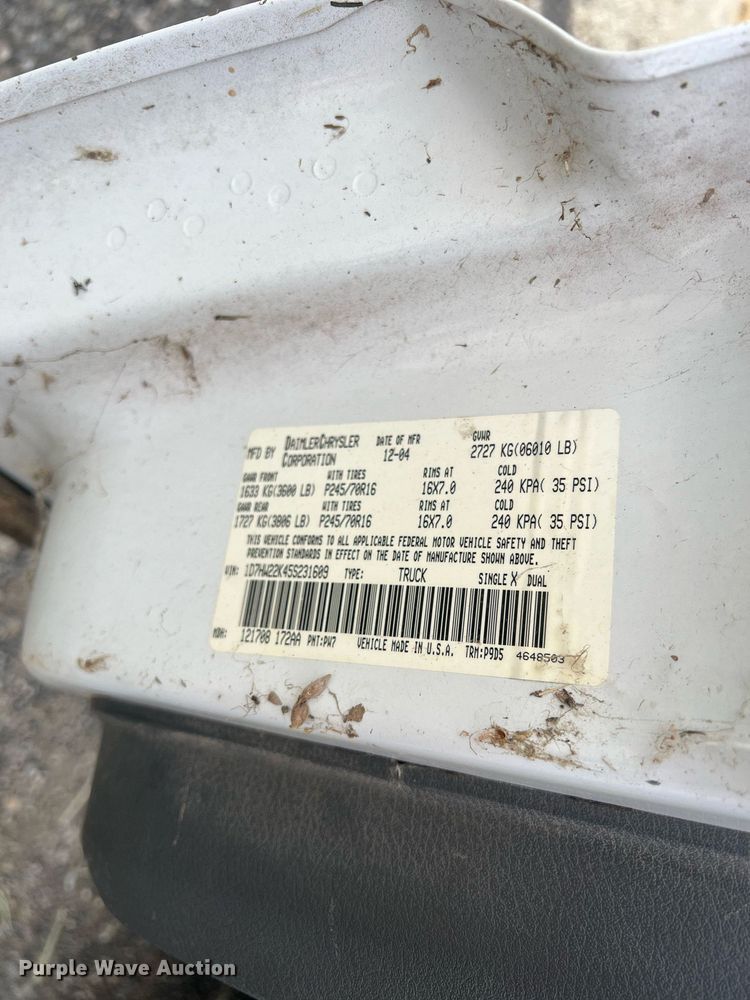 MFD BY DAIMLERCHRYSLER CORPORATION DATE OF MFR 12-04 GVWR 2727 KG(06010 LB)
GAWR FRONT WITH TIRES RIMS AT COLD
1633 KG(3600 LB) P245/70R16 16X7.0 240 KPA( 35 PSI)
GAWR REAR WITH TIRES RIMS AT COLD
1727 KG(3806 LB) P245/70R16 16X7.0 240 KPA( 35 PSI)
THIS VEHICLE CONFORMS TO ALL APPLICABLE FEDERAL MOTOR VEHICLE SAFETY AND THEFT
PREVENTION STANDARDS IN EFFECT ON THE DATE OF MANUFACTURE SHOWN ABOVE.
VIN: 1D7HW22K45S231609 TYPE: TRUCK SINGLE X DUAL
MDH: 121708 172AA PNT:PW7 VEHICLE MADE IN U.S.A. TRM:P9D5 4648503
Purple Wave Auction